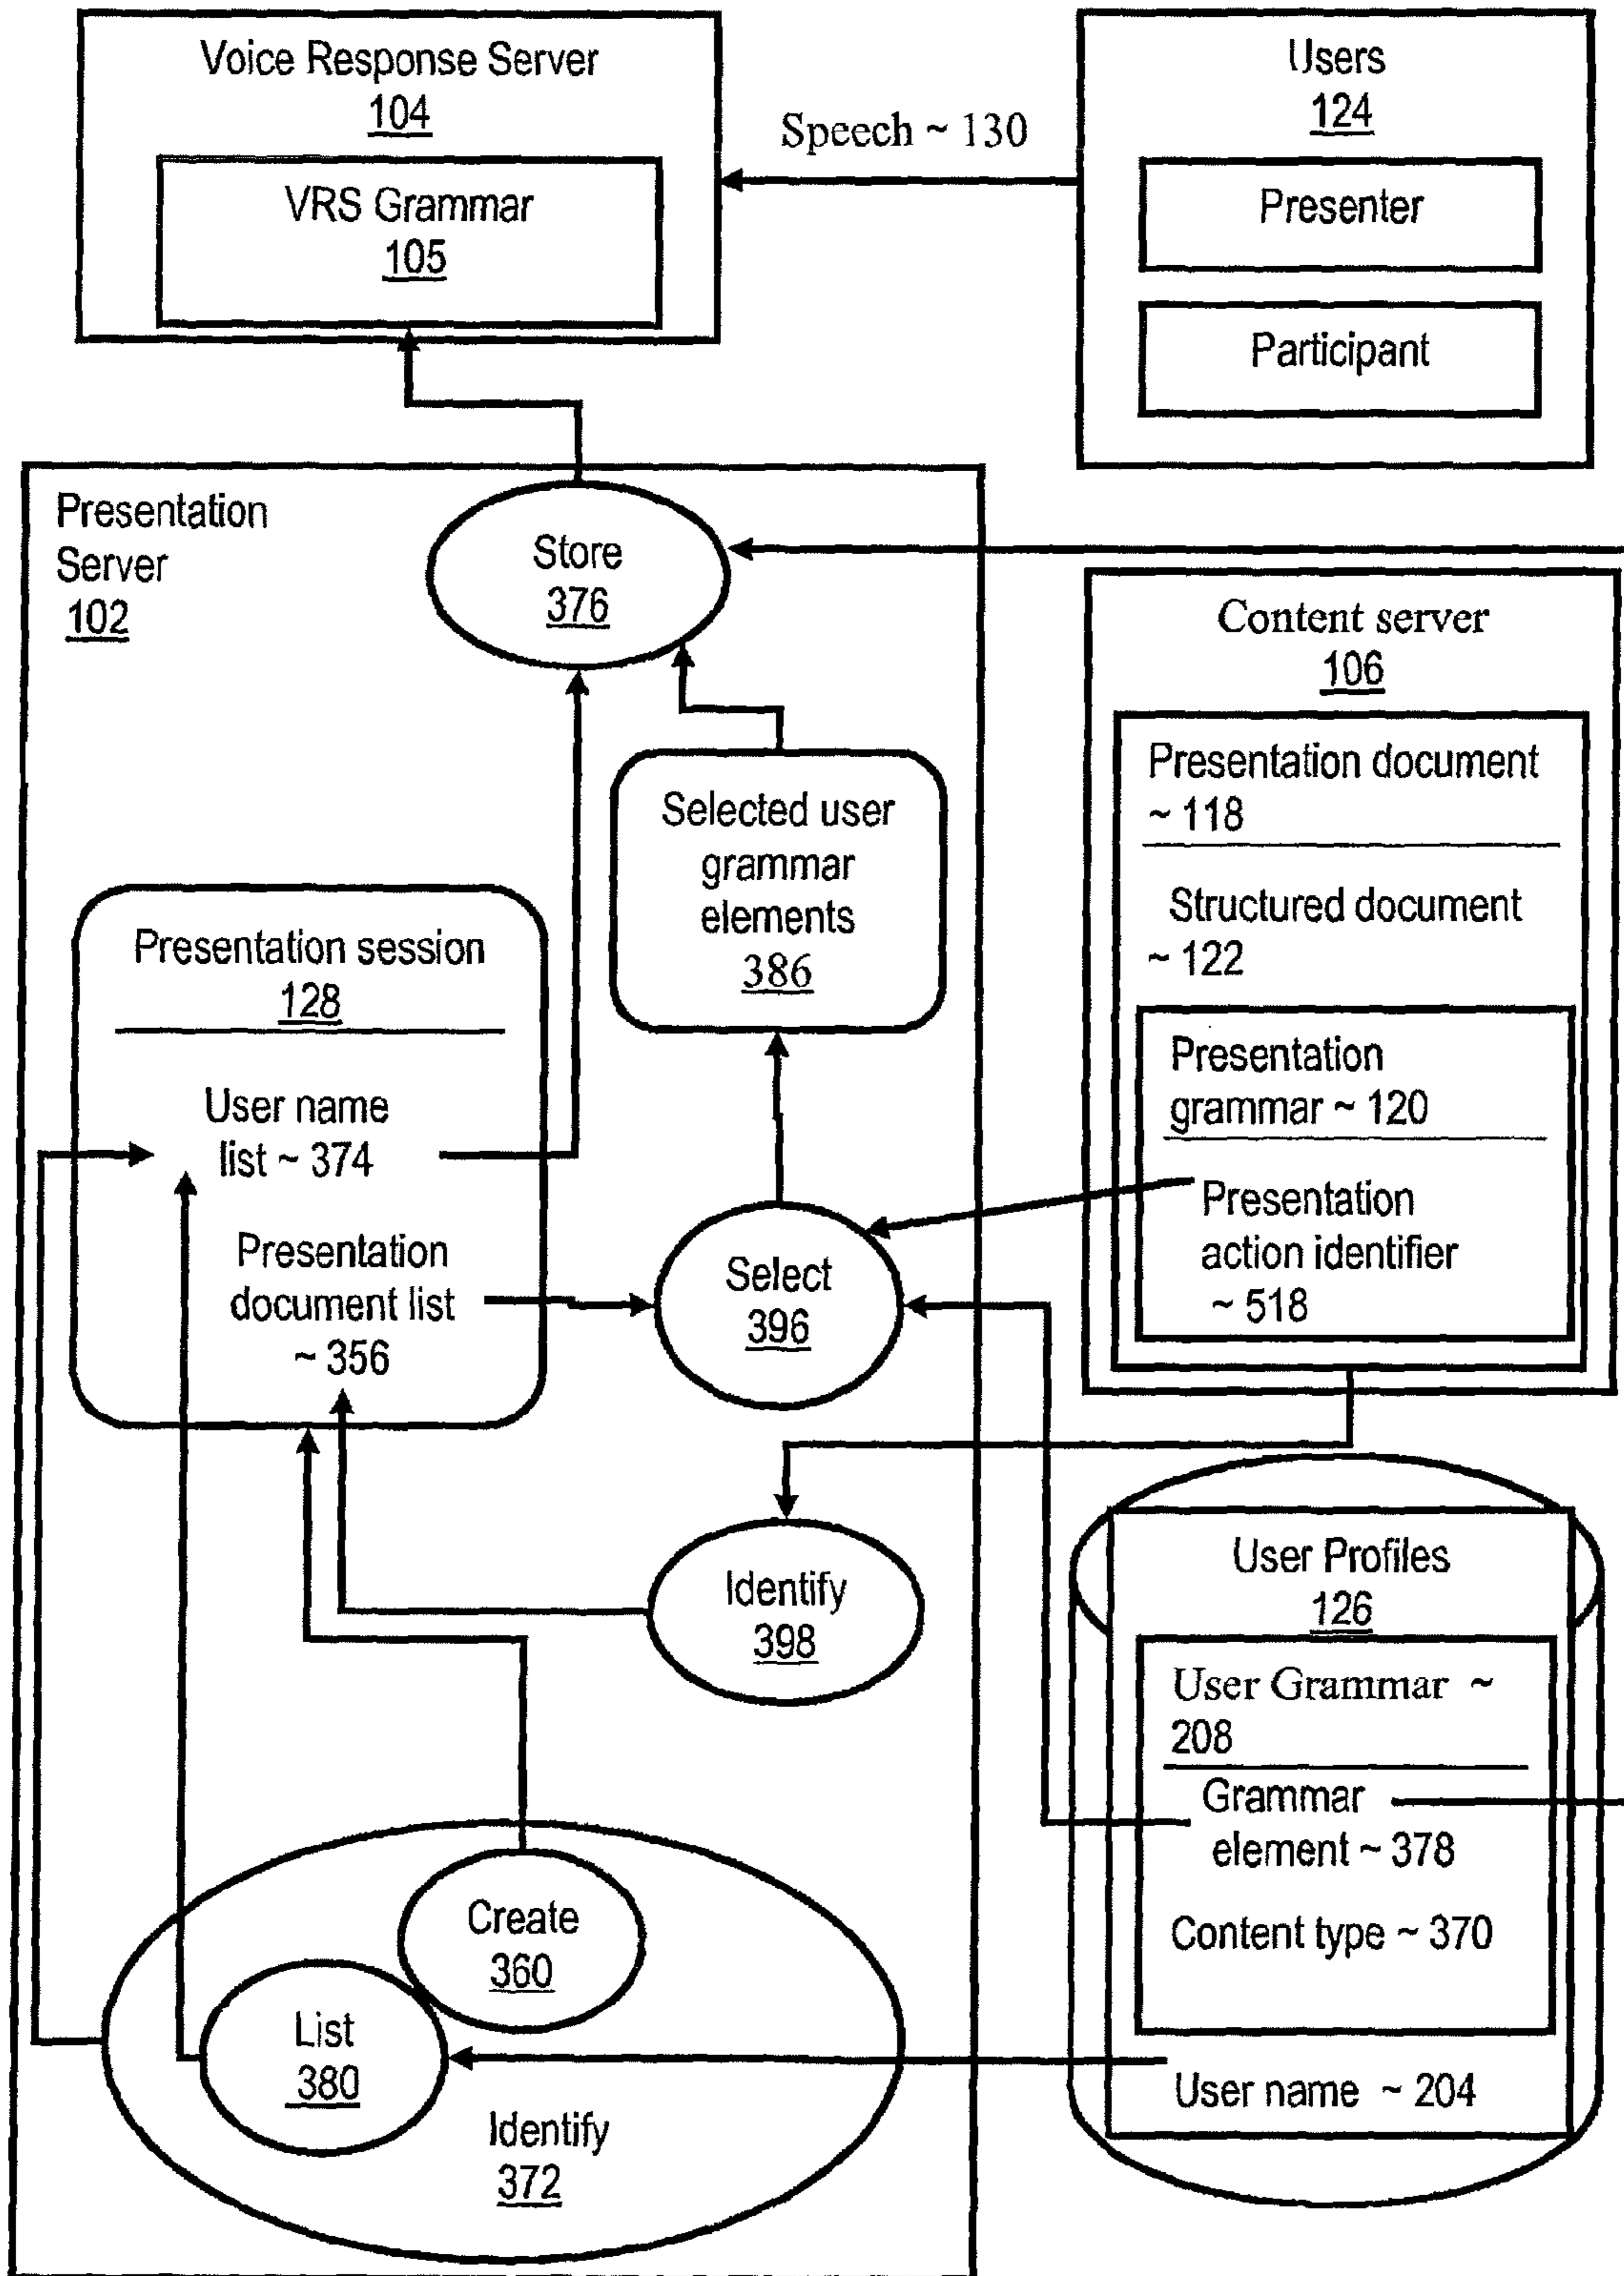 Voice Response Server
104
VRS Grammar
105
Speech ~ 130
Users
124
Presenter
Participant
Presentation
Server
102
Store
376
Selected user
grammar
elements
386
Presentation session
128
User name
list ~ 374
Presentation
document list
~ 356
Select
396
Identify
398
Create
360
List
380
Identify
372
Content server
106
Presentation document
~ 118
Structured document
~ 122
Presentation
grammar ~ 120
Presentation
action identifier
~ 518
User Profiles
126
User Grammar ~
208
Grammar
element ~ 378
Content type ~ 370
User name ~ 204